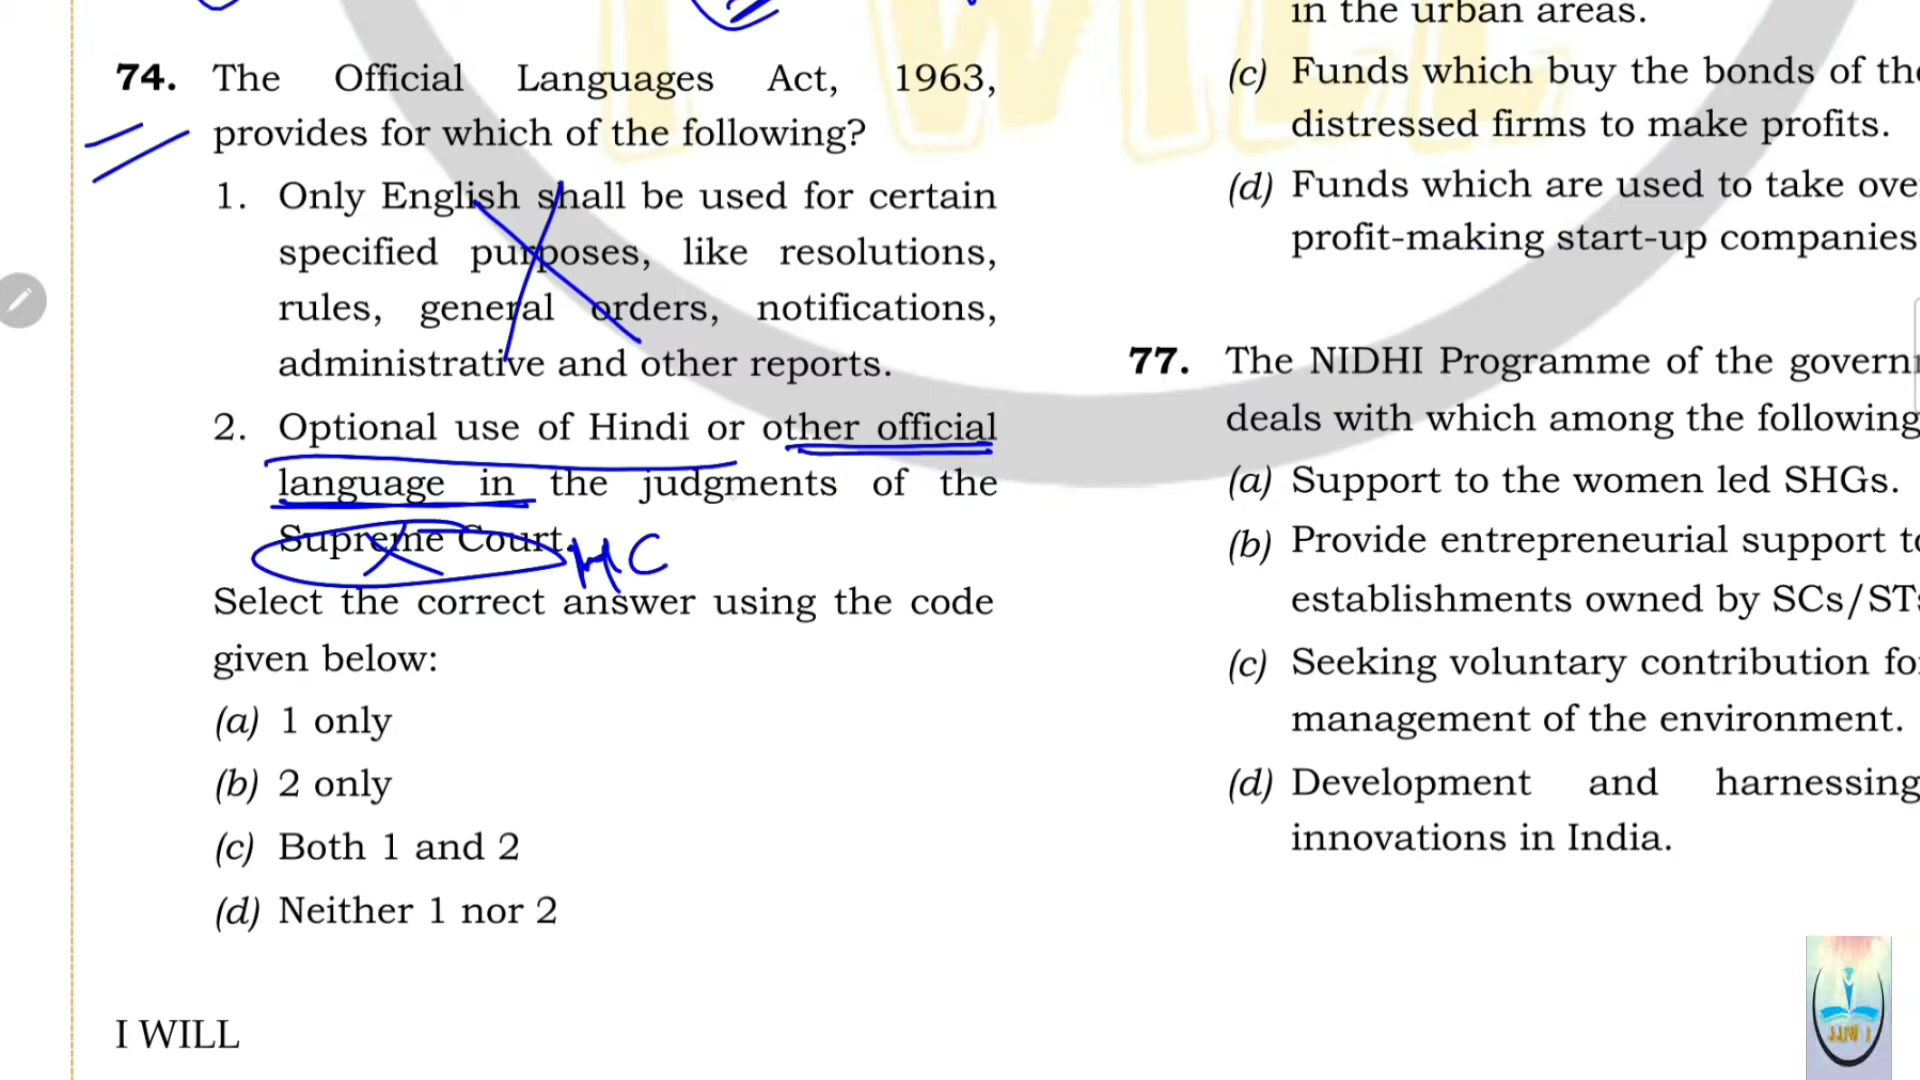 74. The Official Languages Act, 1963,
provides for which of the following?
1. Only English shall be used for certain
specified purposes, like resolutions,
rules, general orders, notifications,
administrative and other reports.
2. Optional use of Hindi or other official
language in the judgments of the
Supreme Court.
HC
Select the correct answer using the code
given below:
(a) 1 only
(b) 2 only
(c) Both 1 and 2
(d) Neither 1 nor 2
I WILL
in the urban areas.
(c) Funds which buy the bonds of the
distressed firms to make profits.
(d) Funds which are used to take over
profit-making start-up companies
77. The NIDHI Programme of the governm
deals with which among the following
(a) Support to the women led SHGs.
(b) Provide entrepreneurial support to
establishments owned by SCs/STs
(c) Seeking voluntary contribution for
management of the environment.
(d) Development and harnessing
innovations in India.
I WILL